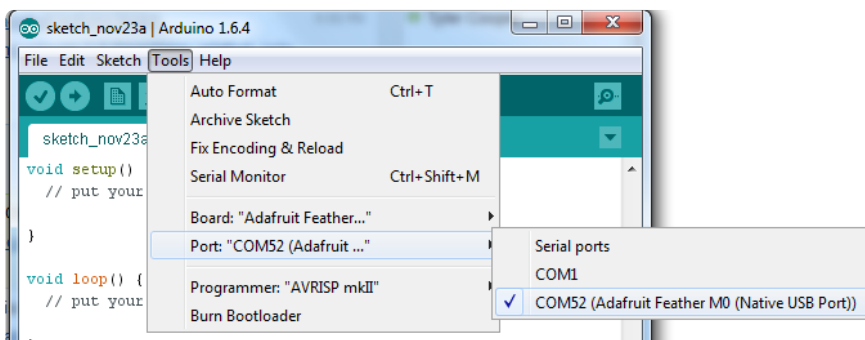 sketch_nov23a | Arduino 1.6.4
File Edit Sketch Tools Help
Auto Format Ctrl+T
Archive Sketch
sketch_nov23a
Fix Encoding & Reload
void setup()
Serial Monitor Ctrl+Shift+M
// put your
Board: "Adafruit Feather..."
}
Port: "COM52 (Adafruit ..."
Serial ports
void loop() {
COM1
Programmer: "AVRISP mkII"
// put your
COM52 (Adafruit Feather M0 (Native USB Port))
Burn Bootloader